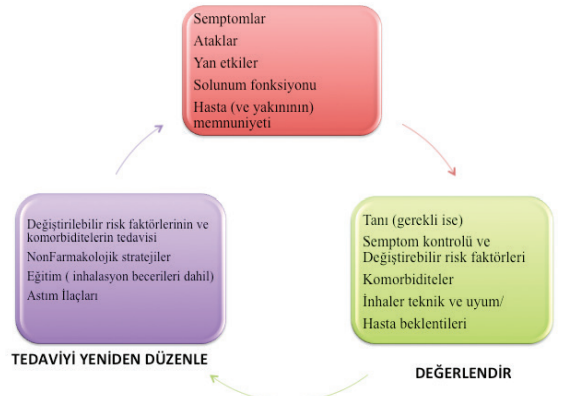 Semptomlar
Ataklar
Yan etkiler
Solunum fonksiyonu
Hasta (ve yakınının)
memnuniyeti
Tanı (gerekli ise)
Semptom kontrolü ve
Değiştirebilir risk faktörleri
Komorbiditeler
İnhaler teknik ve uyum/
Hasta beklentileri
DEĞERLENDİR
Değiştirilebilir risk faktörlerinin ve
komorbiditelerin tedavisi
NonFarmakolojik stratejiler
Eğitim ( inhalasyon becerileri dahil)
Astım İlaçları
TEDAVİYİ YENİDEN DÜZENLE